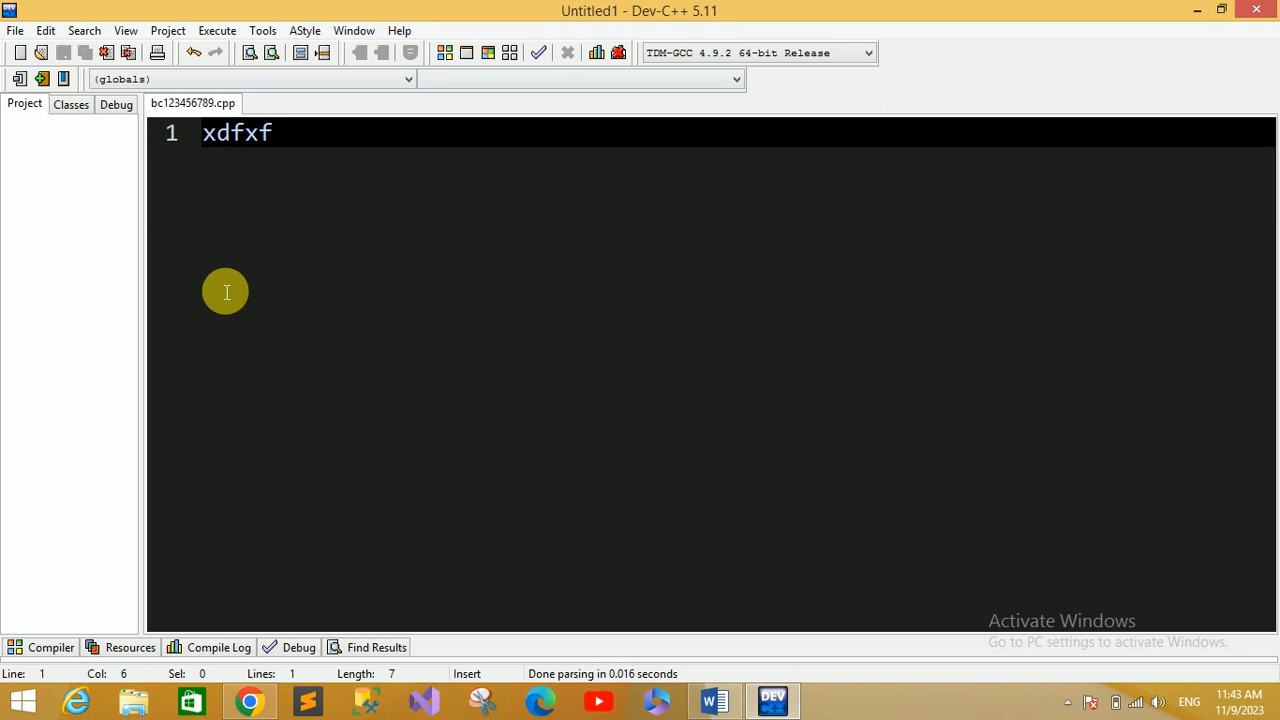 Untitled1 - Dev-C++ 5.11
File Edit Search View Project Execute Tools AStyle Window Help
TDM-GCC 4.9.2 64-bit Release
(globals)
Project Classes Debug bc123456789.cpp
1 xdfxf
Activate Windows
Go to PC settings to activate Windows.
Compiler Resources Compile Log Debug Find Results
Line: 1 Col: 6 Sel: 0 Lines: 1 Length: 7 Insert Done parsing in 0.016 seconds
DEV C++ ENG 11:43 AM
11/9/2023